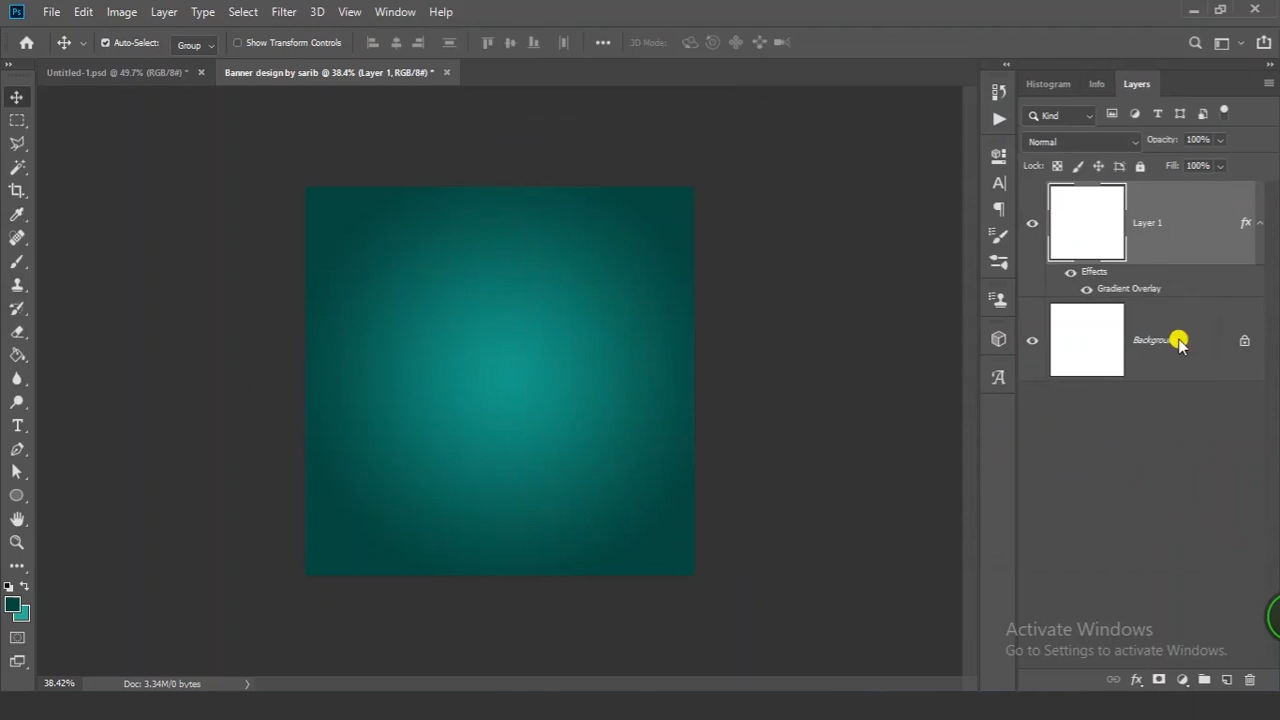 Ps File Edit Image Layer Type Select Filter 3D View Window Help
Auto-Select: Group Show Transform Controls 3D Mode:
Untitled-1.psd @ 49.7% (RGB/8#) * Banner design by sarib @ 38.4% (Layer 1, RGB/8#) *
Histogram Info Layers
Kind
Normal Opacity: 100%
Lock: Fill: 100%
Layer 1 fx
Effects
Gradient Overlay
Activate Windows
Go to Settings to activate Windows.
38.42% Doc: 3.34M/0 bytes